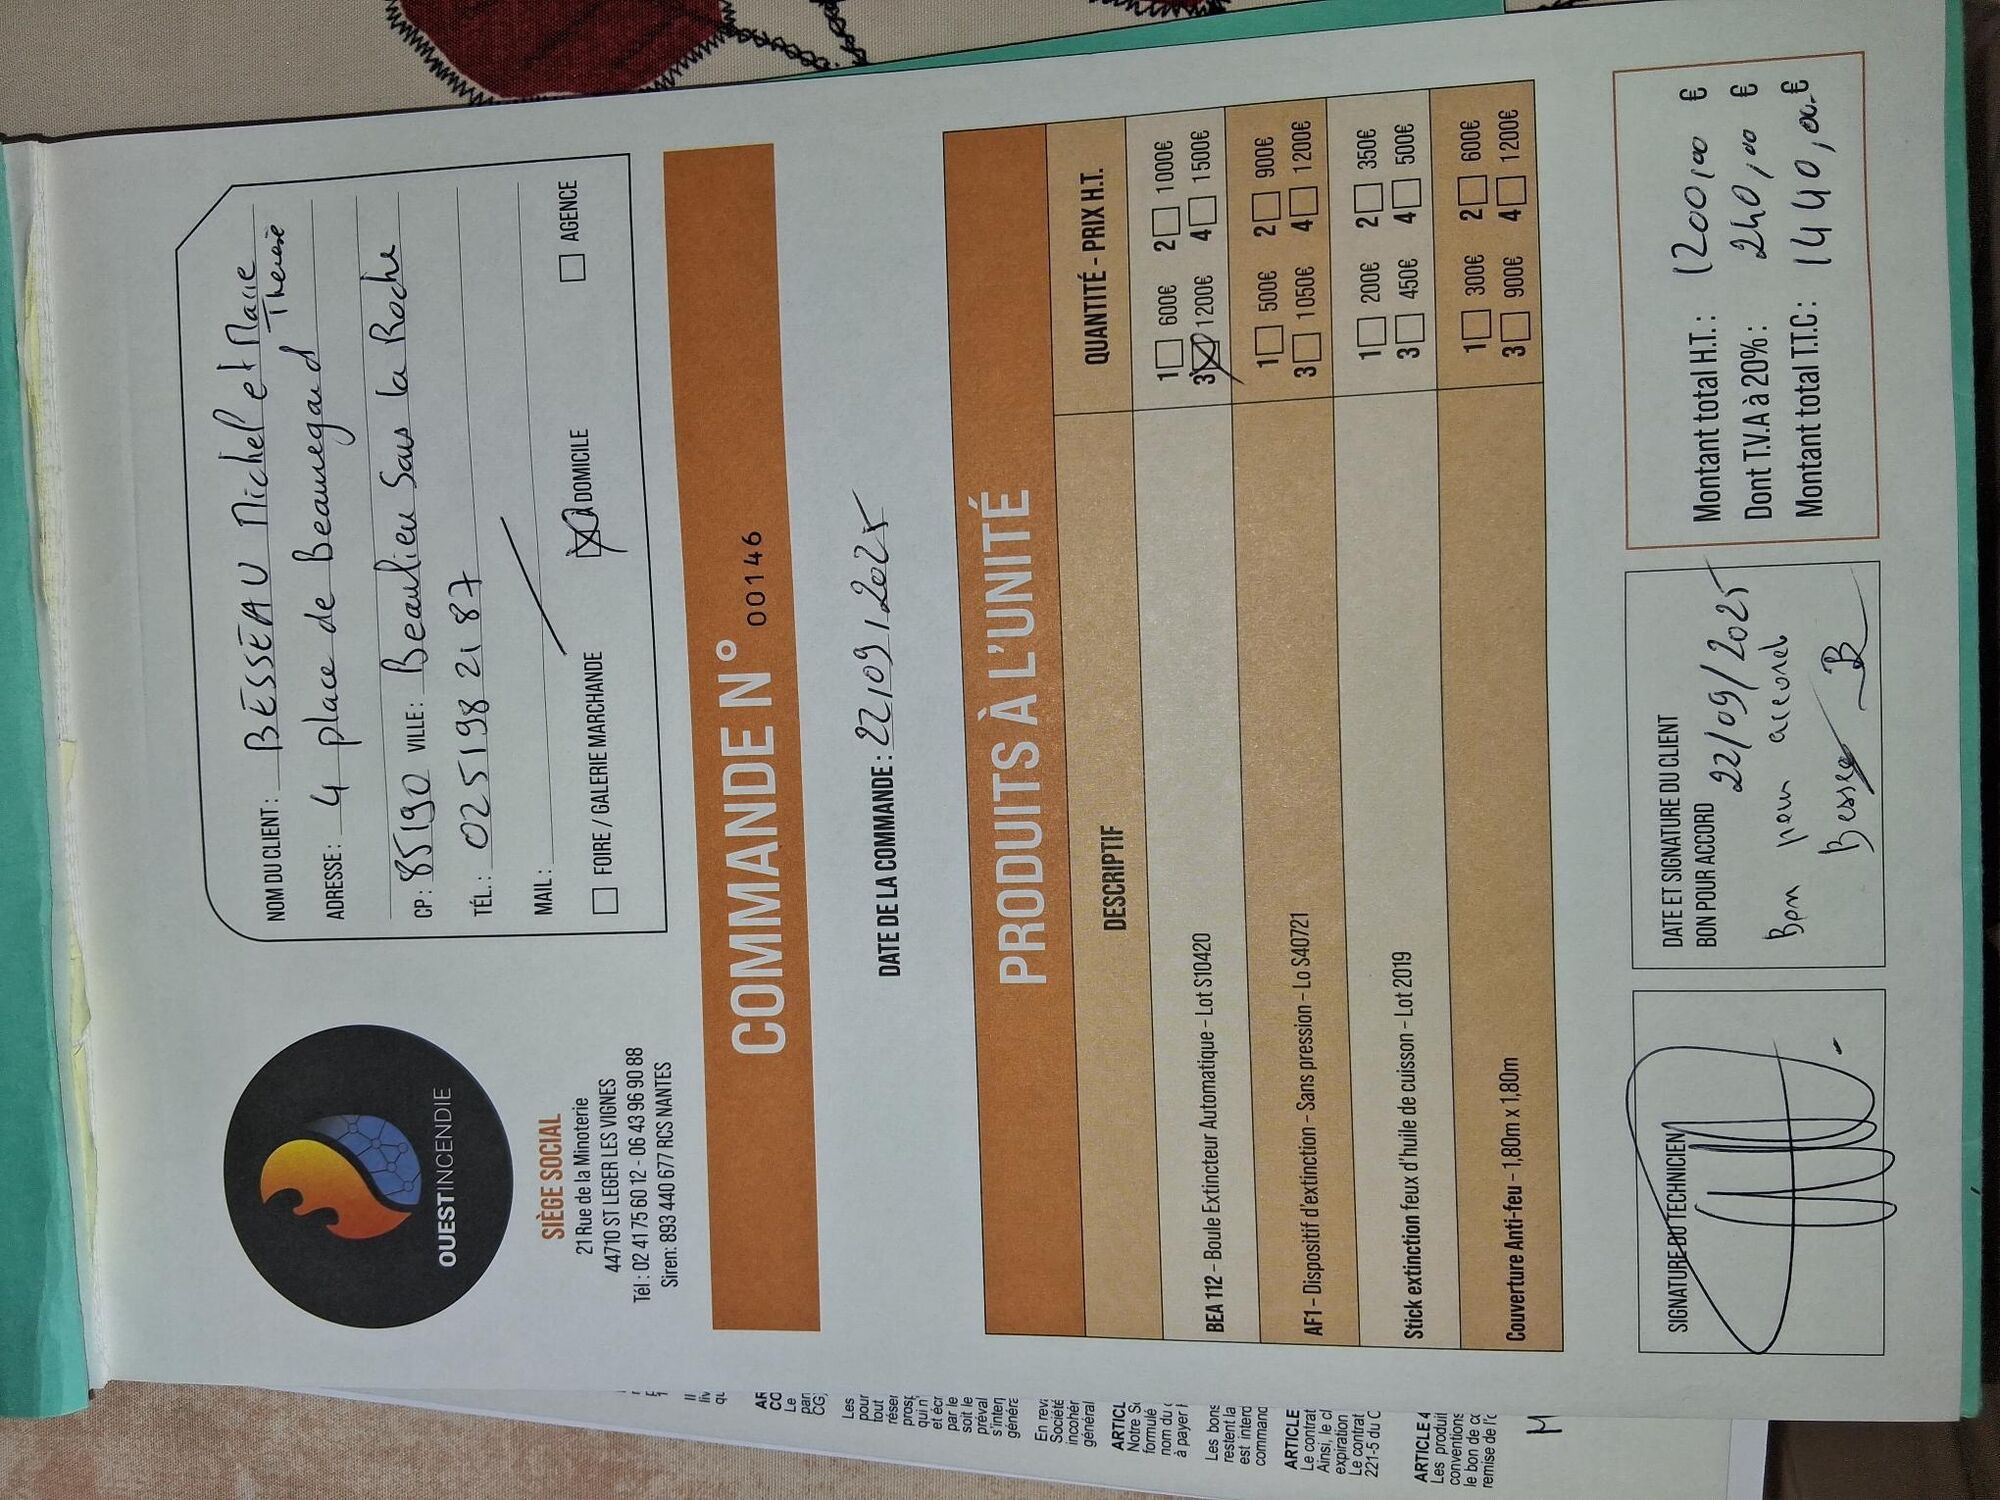 OUESTINCENDIE
SIÈGE SOCIAL
21 Rue de la Minoterie
44710 ST LEGER LES VIGNES
Tél : 02 41 75 60 12 - 06 43 96 90 88
Siren: 893 440 677 RCS NANTES
NOM DU CLIENT : BESSEAU Michel et Marie
Therese
ADRESSE : 4 place de Beauregard
CP : 85190 VILLE : Beaulieu Sous la Roche
TÉL. : 02 51 98 21 87
MAIL :
FOIRE / GALERIE MARCHANDE DOMICILE AGENCE
COMMANDE N° 00146
DATE DE LA COMMANDE : 22/09/2025
PRODUITS À L'UNITÉ
DESCRIPTIF QUANTITÉ - PRIX H.T.
BEA 112 – Boule Extincteur Automatique – Lot S10420
1 600€ 2 1000€
3 1200€ 4 1500€
AF1 – Dispositif d'extinction – Sans pression – Lo S40721
1 500€ 2 900€
3 1050€ 4 1200€
Stick extinction feux d'huile de cuisson – Lot 2019
1 200€ 2 350€
3 450€ 4 500€
Couverture Anti-feu – 1,80m x 1,80m
1 300€ 2 600€
3 900€ 4 1200€
SIGNATURE DU TECHNICIEN
DATE ET SIGNATURE DU CLIENT
BON POUR ACCORD
22/09/2025
Bon pour accord
Montant total H.T. : 1200,00 €
Dont T.V.A à 20% : 240,00 €
Montant total T.T.C : 1440,00 €